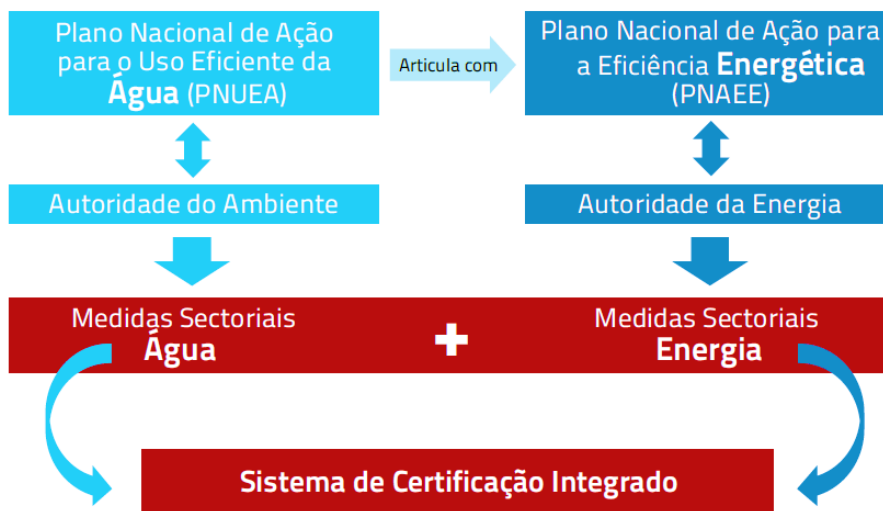 Plano Nacional de Ação
para o Uso Eficiente da
Água (PNUEA)
Articula com
Plano Nacional de Ação para
a Eficiência Energética
(PNAEE)
Autoridade do Ambiente
Autoridade da Energia
Medidas Sectoriais
Água
+
Medidas Sectoriais
Energia
Sistema de Certificação Integrado